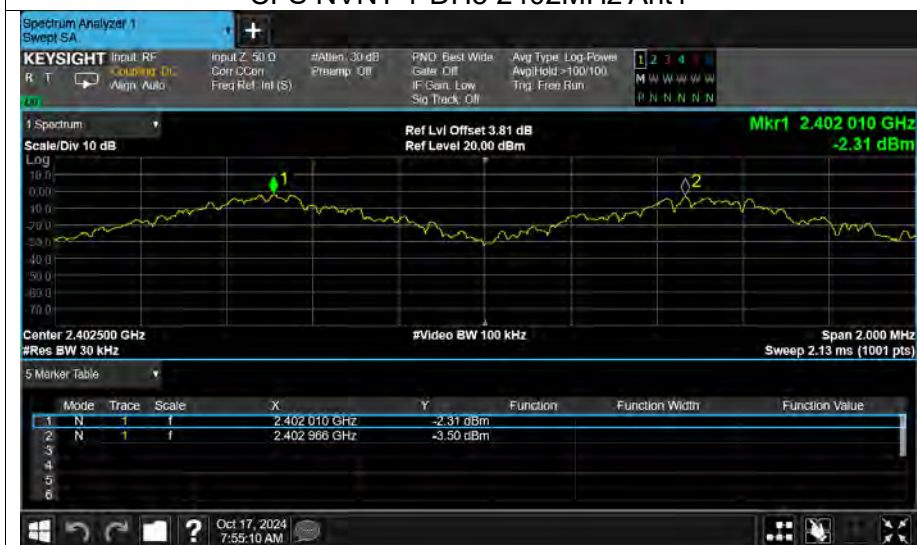 CFS NVNT 1-DH5 2402MHz Ant1
Spectrum Analyzer 1
Swept SA
+
KEYSIGHT Input: RF
R T
Coupling: DC
Align: Auto
Input Z: 50 Ω
Corr CCorr
Freq Ref: Int (S)
#Atten: 30 dB
Preamp: Off
PNO: Best Wide
Gate: Off
IF Gain: Low
Sig Track: Off
Avg Type: Log-Power
Avg|Hold: >100/100
Trig: Free Run
1 2 3 4
M W W W W W
P N N N N N
1 Spectrum
Scale/Div 10 dB
Ref Lvl Offset 3.81 dB
Ref Level 20.00 dBm
Mkr1 2.402 010 GHz
-2.31 dBm
Log
10.0
0.00
-10.0
-20.0
-30.0
-40.0
-50.0
-60.0
-70.0
1
2
Center 2.402500 GHz
#Res BW 30 kHz
#Video BW 100 kHz
Span 2.000 MHz
Sweep 2.13 ms (1001 pts)
5 Marker Table
Mode Trace Scale X Y Function Function Width Function Value
1 N 1 f 2.402 010 GHz -2.31 dBm
2 N 1 f 2.402 966 GHz -3.50 dBm
3
4
5
6
? Oct 17, 2024
7:55:10 AM